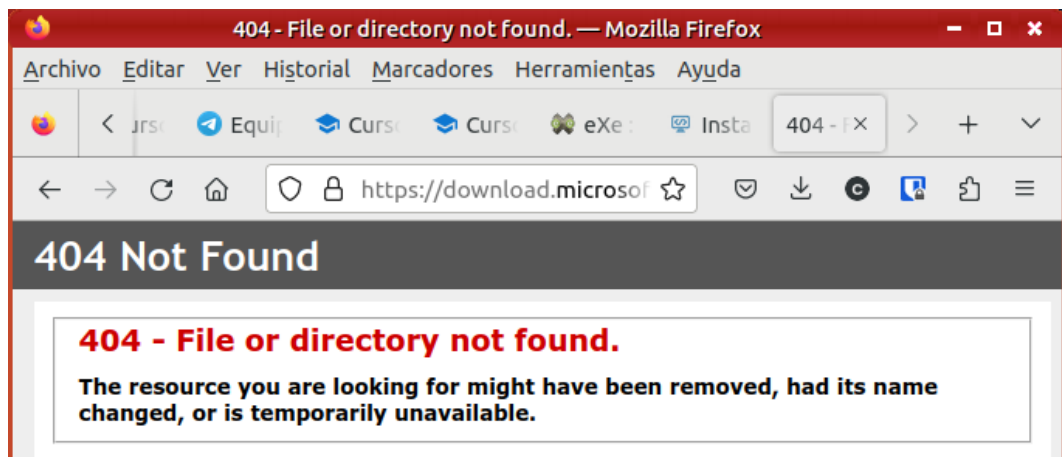 404 - File or directory not found. — Mozilla Firefox
Archivo Editar Ver Historial Marcadores Herramientas Ayuda
Equi Curso Curso eXe : Insta 404 - F
https://download.microsof
404 Not Found
404 - File or directory not found.
The resource you are looking for might have been removed, had its name
changed, or is temporarily unavailable.